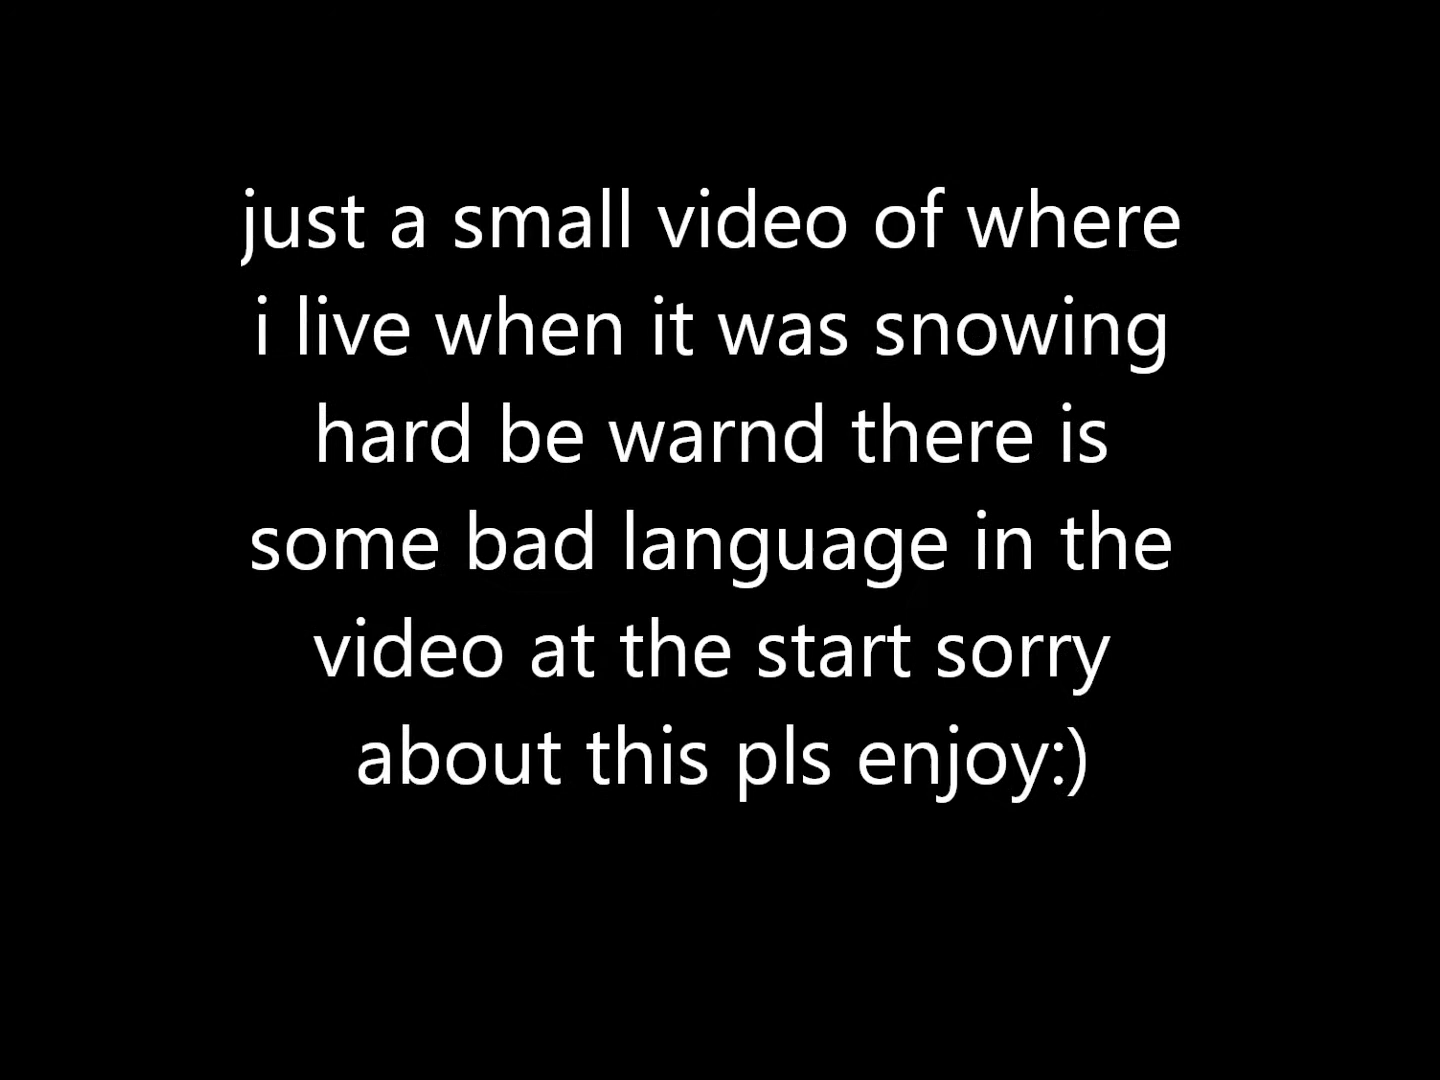 just a small video of where
i live when it was snowing
hard be warnd there is
some bad language in the
video at the start sorry
about this pls enjoy:)